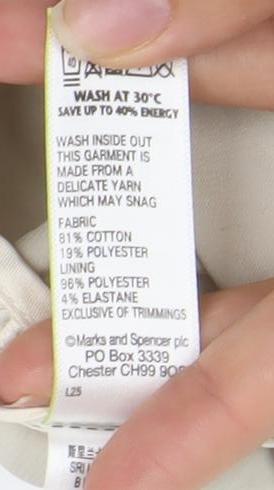 WASH AT 30°C
SAVE UP TO 40% ENERGY
WASH INSIDE OUT
THIS GARMENT IS
MADE FROM A
DELICATE YARN
WHICH MAY SNAG
FABRIC
81% COTTON
19% POLYESTER
LINING
96% POLYESTER
4% ELASTANE
EXCLUSIVE OF TRIMMINGS
©Marks and Spencer plc
PO Box 3339
Chester CH99
L25